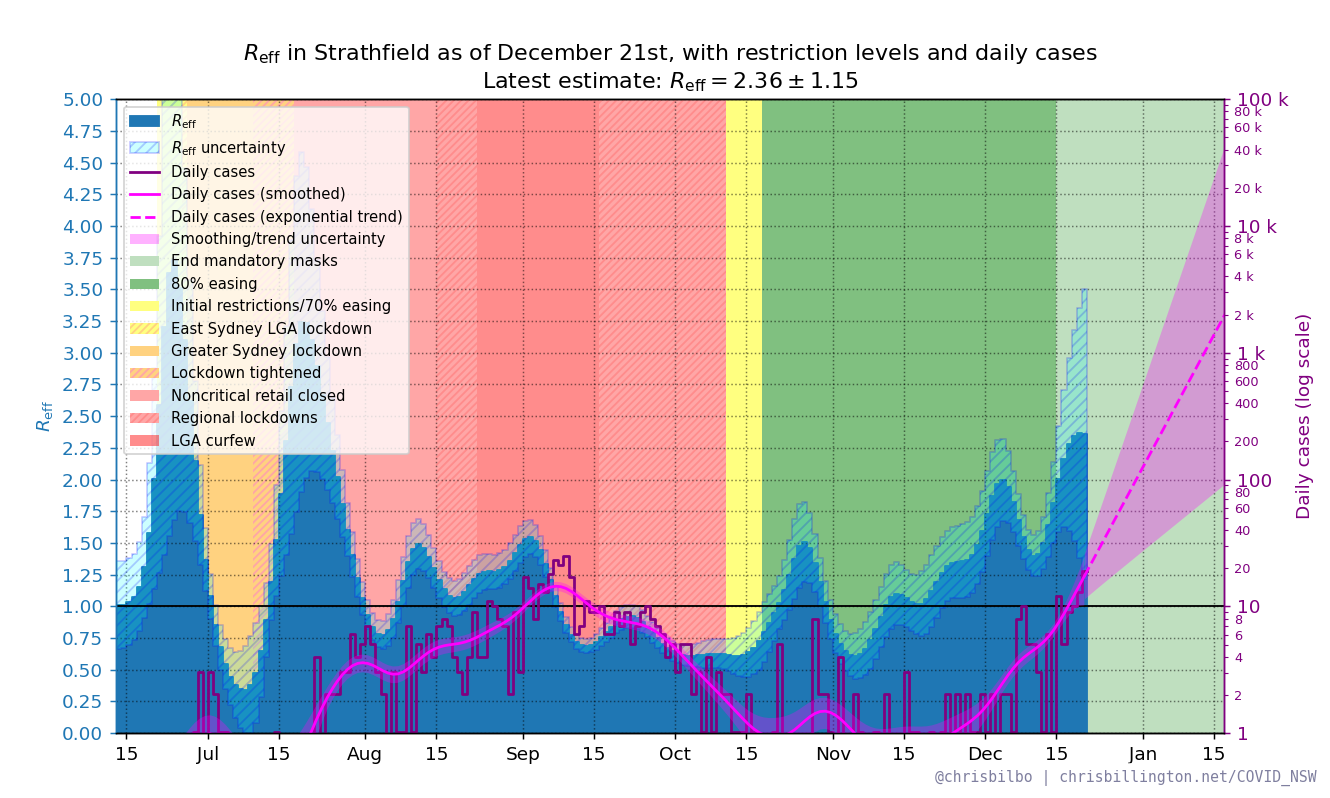 Reff in Strathfield as of December 21st, with restriction levels and daily cases
Latest estimate: Reff = 2.36 ± 1.15
Reff
Reff uncertainty
Daily cases
Daily cases (smoothed)
Daily cases (exponential trend)
Smoothing/trend uncertainty
End mandatory masks
80% easing
Initial restrictions/70% easing
East Sydney LGA lockdown
Greater Sydney lockdown
Lockdown tightened
Noncritical retail closed
Regional lockdowns
LGA curfew
Reff
5.00
4.75
4.50
4.25
4.00
3.75
3.50
3.25
3.00
2.75
2.50
2.25
2.00
1.75
1.50
1.25
1.00
0.75
0.50
0.25
0.00
15 Jul 15 Aug 15 Sep 15 Oct 15 Nov 15 Dec 15 Jan 15
100 k
80 k
60 k
40 k
20 k
10 k
8 k
6 k
4 k
2 k
1 k
800
600
400
200
100
80
60
40
20
10
8
6
4
2
1
Daily cases (log scale)
@chrisbilbo | chrisbillington.net/COVID_NSW